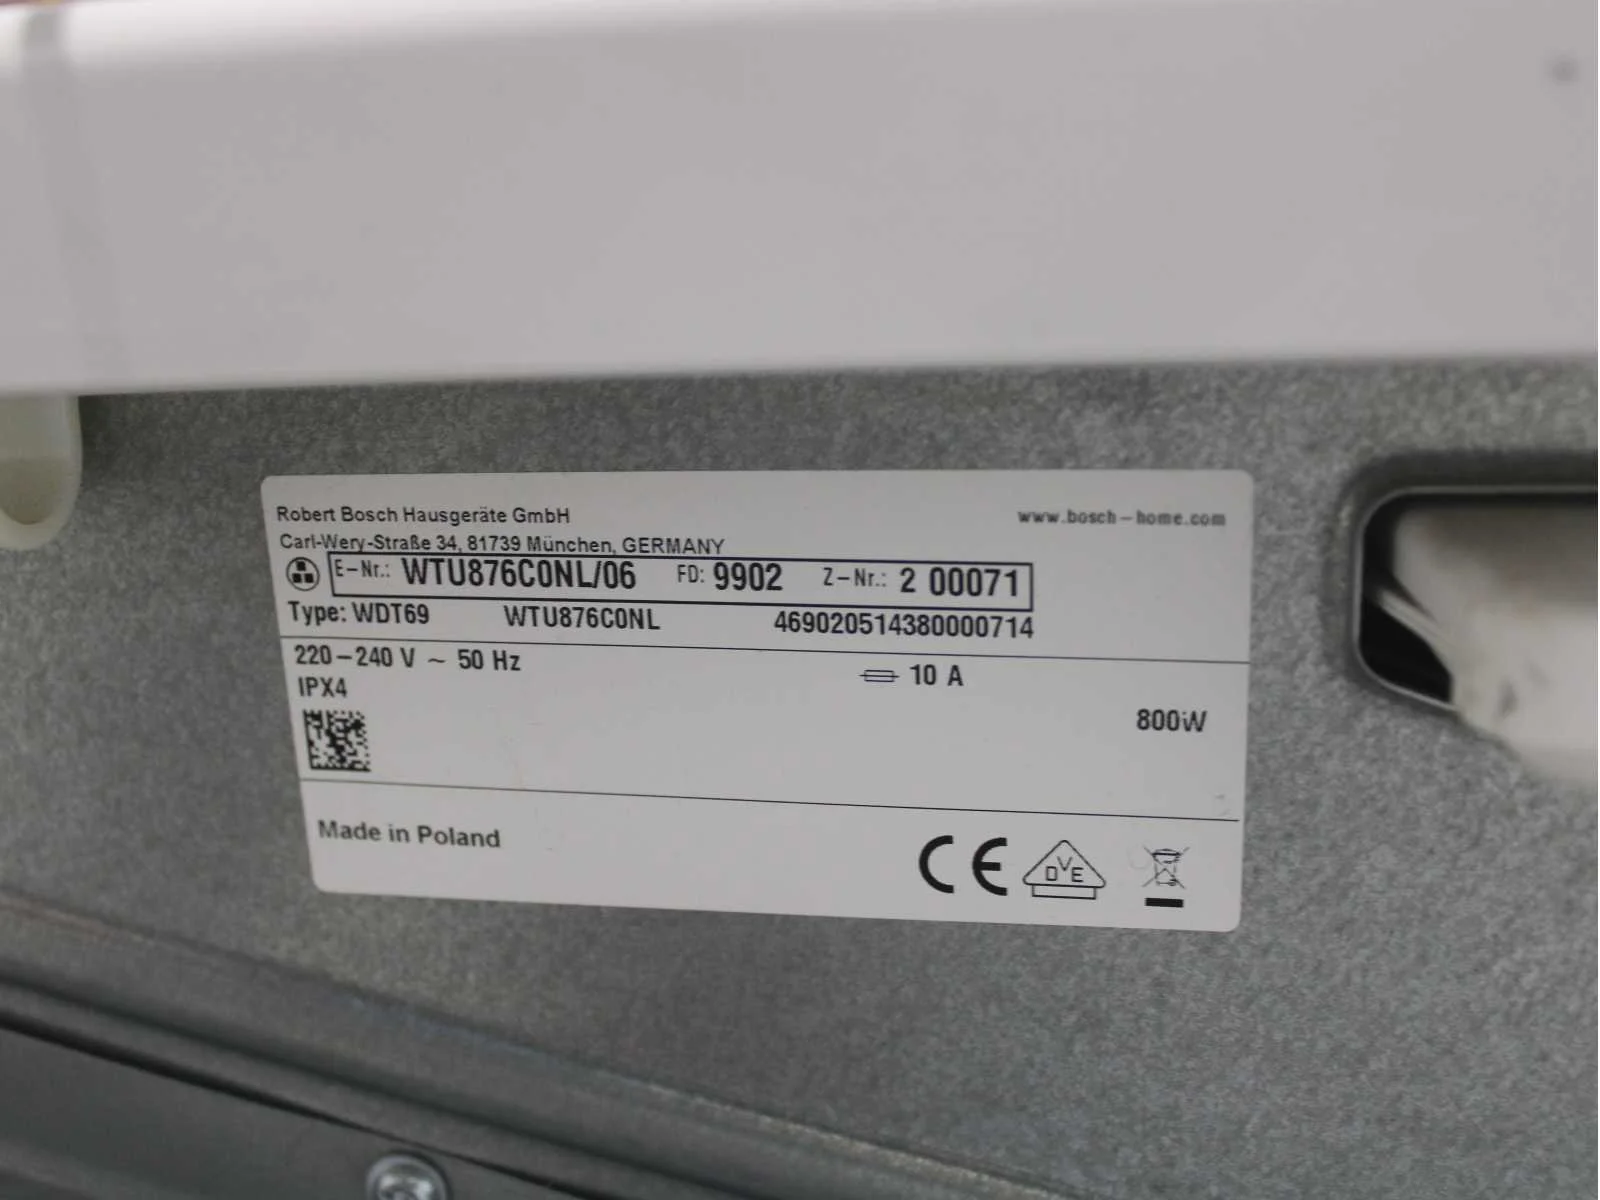 Robert Bosch Hausgeräte GmbH www.bosch-home.com
Carl-Wery-Straße 34, 81739 München, GERMANY
E-Nr.: WTU876C0NL/06 FD: 9902 Z-Nr.: 2 00071
Type: WDT69 WTU876C0NL 469020514380000714
220-240 V ~ 50 Hz 10 A
IPX4
800W
Made in Poland
CE DVE